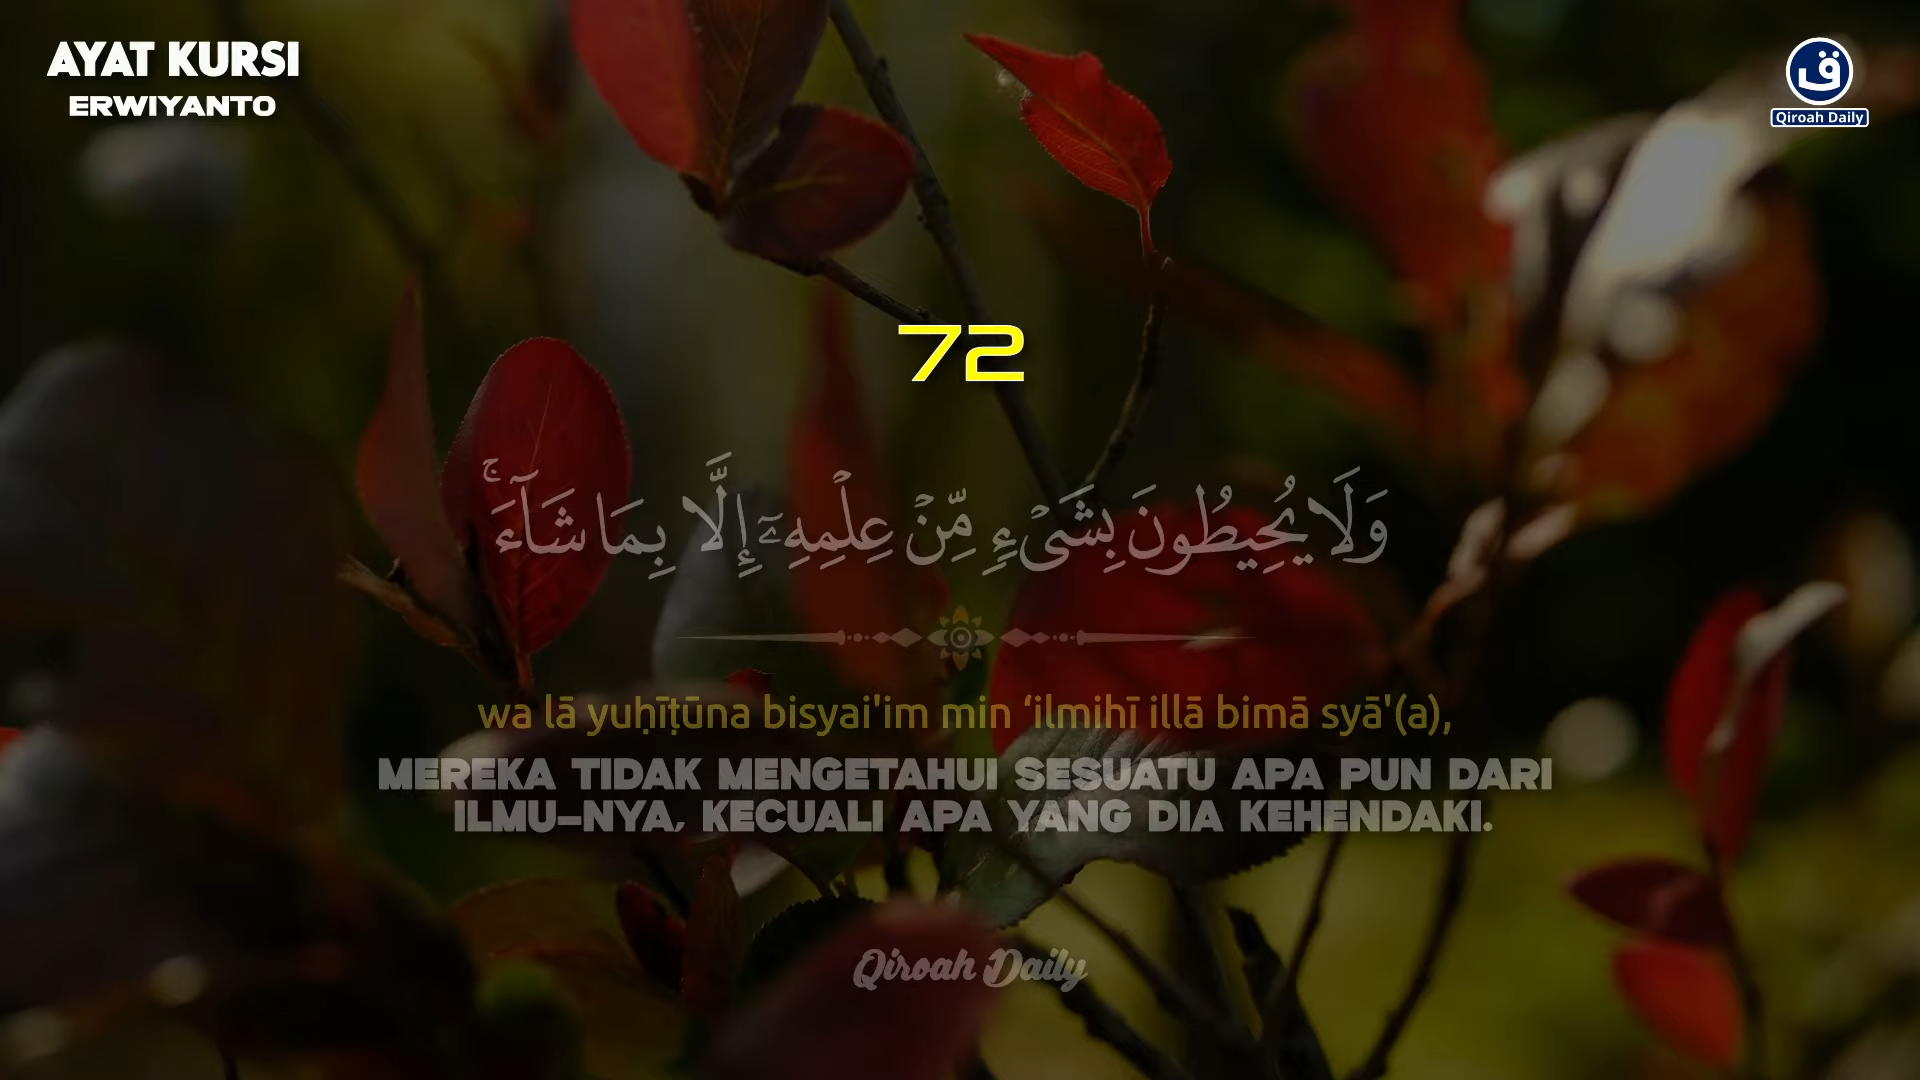 AYAT KURSI
ERWIYANTO
ق
Qiroah Daily
72
وَلَا يُحِيطُونَ بِشَىْءٍ مِّنْ عِلْمِهِۦٓ إِلَّا بِمَا شَآءَ ۚ
wa lā yuḥīṭūna bisyai'im min ‘ilmihī illā bimā syā'(a),
MEREKA TIDAK MENGETAHUI SESUATU APA PUN DARI
ILMU-NYA, KECUALI APA YANG DIA KEHENDAKI.
Qiroah Daily